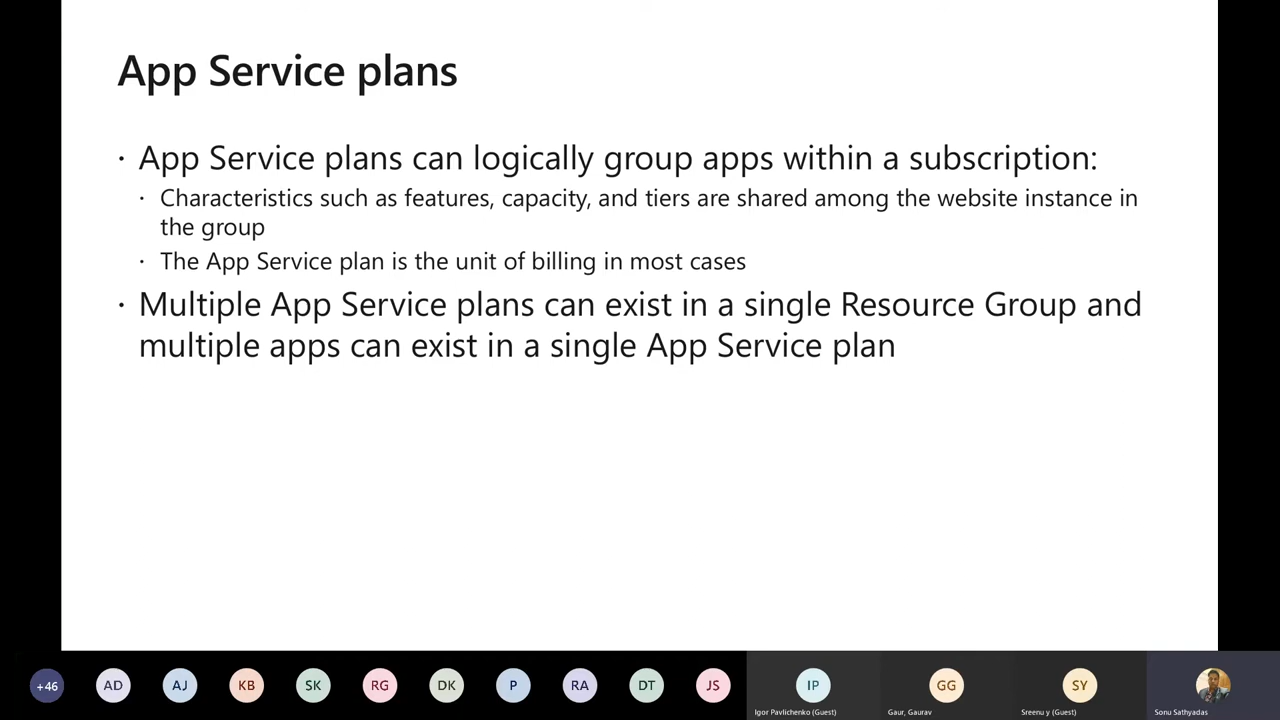 App Service plans
· App Service plans can logically group apps within a subscription:
· Characteristics such as features, capacity, and tiers are shared among the website instance in
the group
· The App Service plan is the unit of billing in most cases
· Multiple App Service plans can exist in a single Resource Group and
multiple apps can exist in a single App Service plan
+46 AD AJ KB SK RG DK P RA DT JS IP GG SY
Igor Pavlichenko (Guest) Gaur, Gaurav Sreenu y (Guest) Sonu Sathyadas